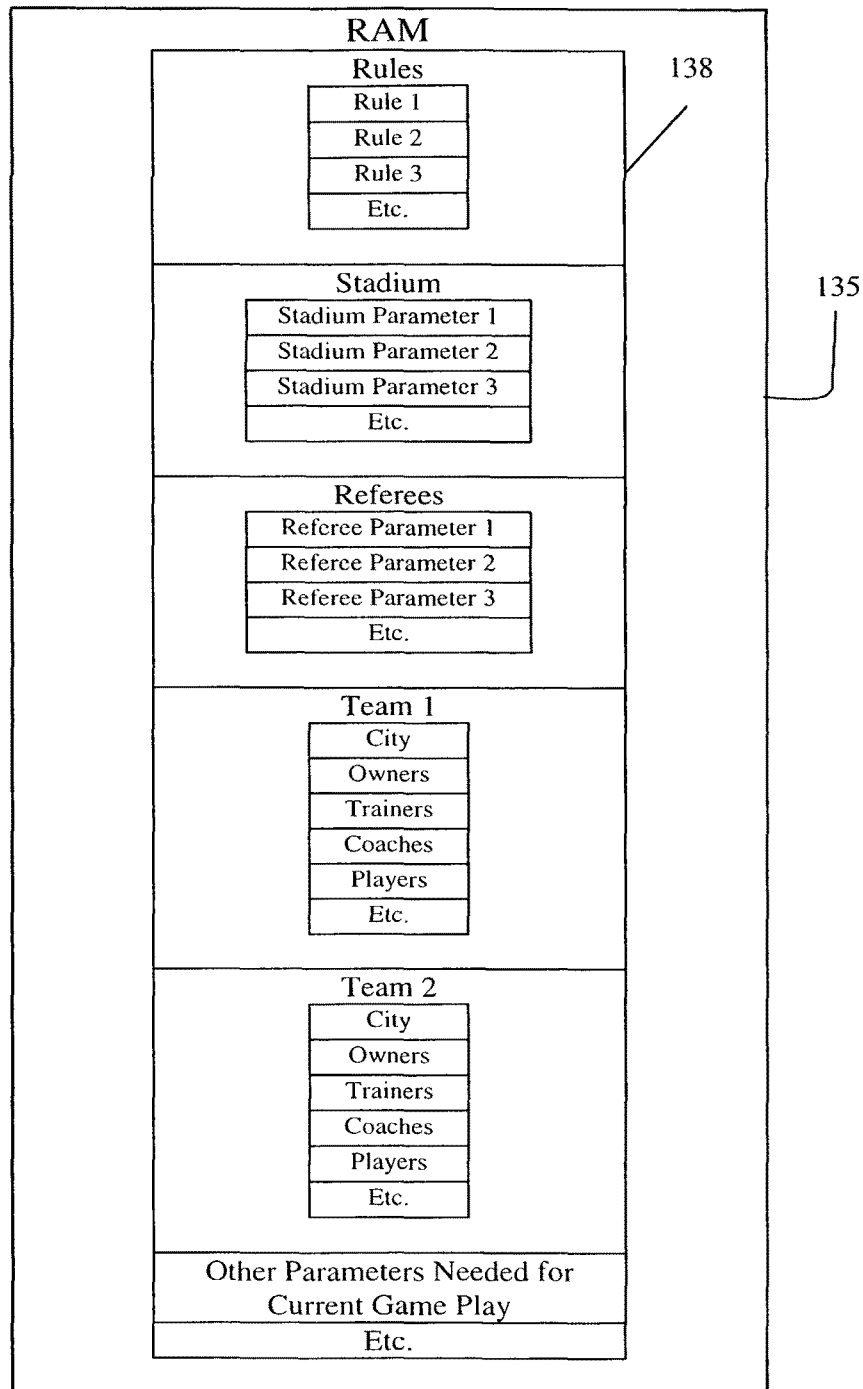 RAM
Rules
138
Rule 1
Rule 2
Rule 3
Etc.
Stadium
135
Stadium Parameter 1
Stadium Parameter 2
Stadium Parameter 3
Etc.
Referees
Referee Parameter 1
Referee Parameter 2
Referee Parameter 3
Etc.
Team 1
City
Owners
Trainers
Coaches
Players
Etc.
Team 2
City
Owners
Trainers
Coaches
Players
Etc.
Other Parameters Needed for
Current Game Play
Etc.